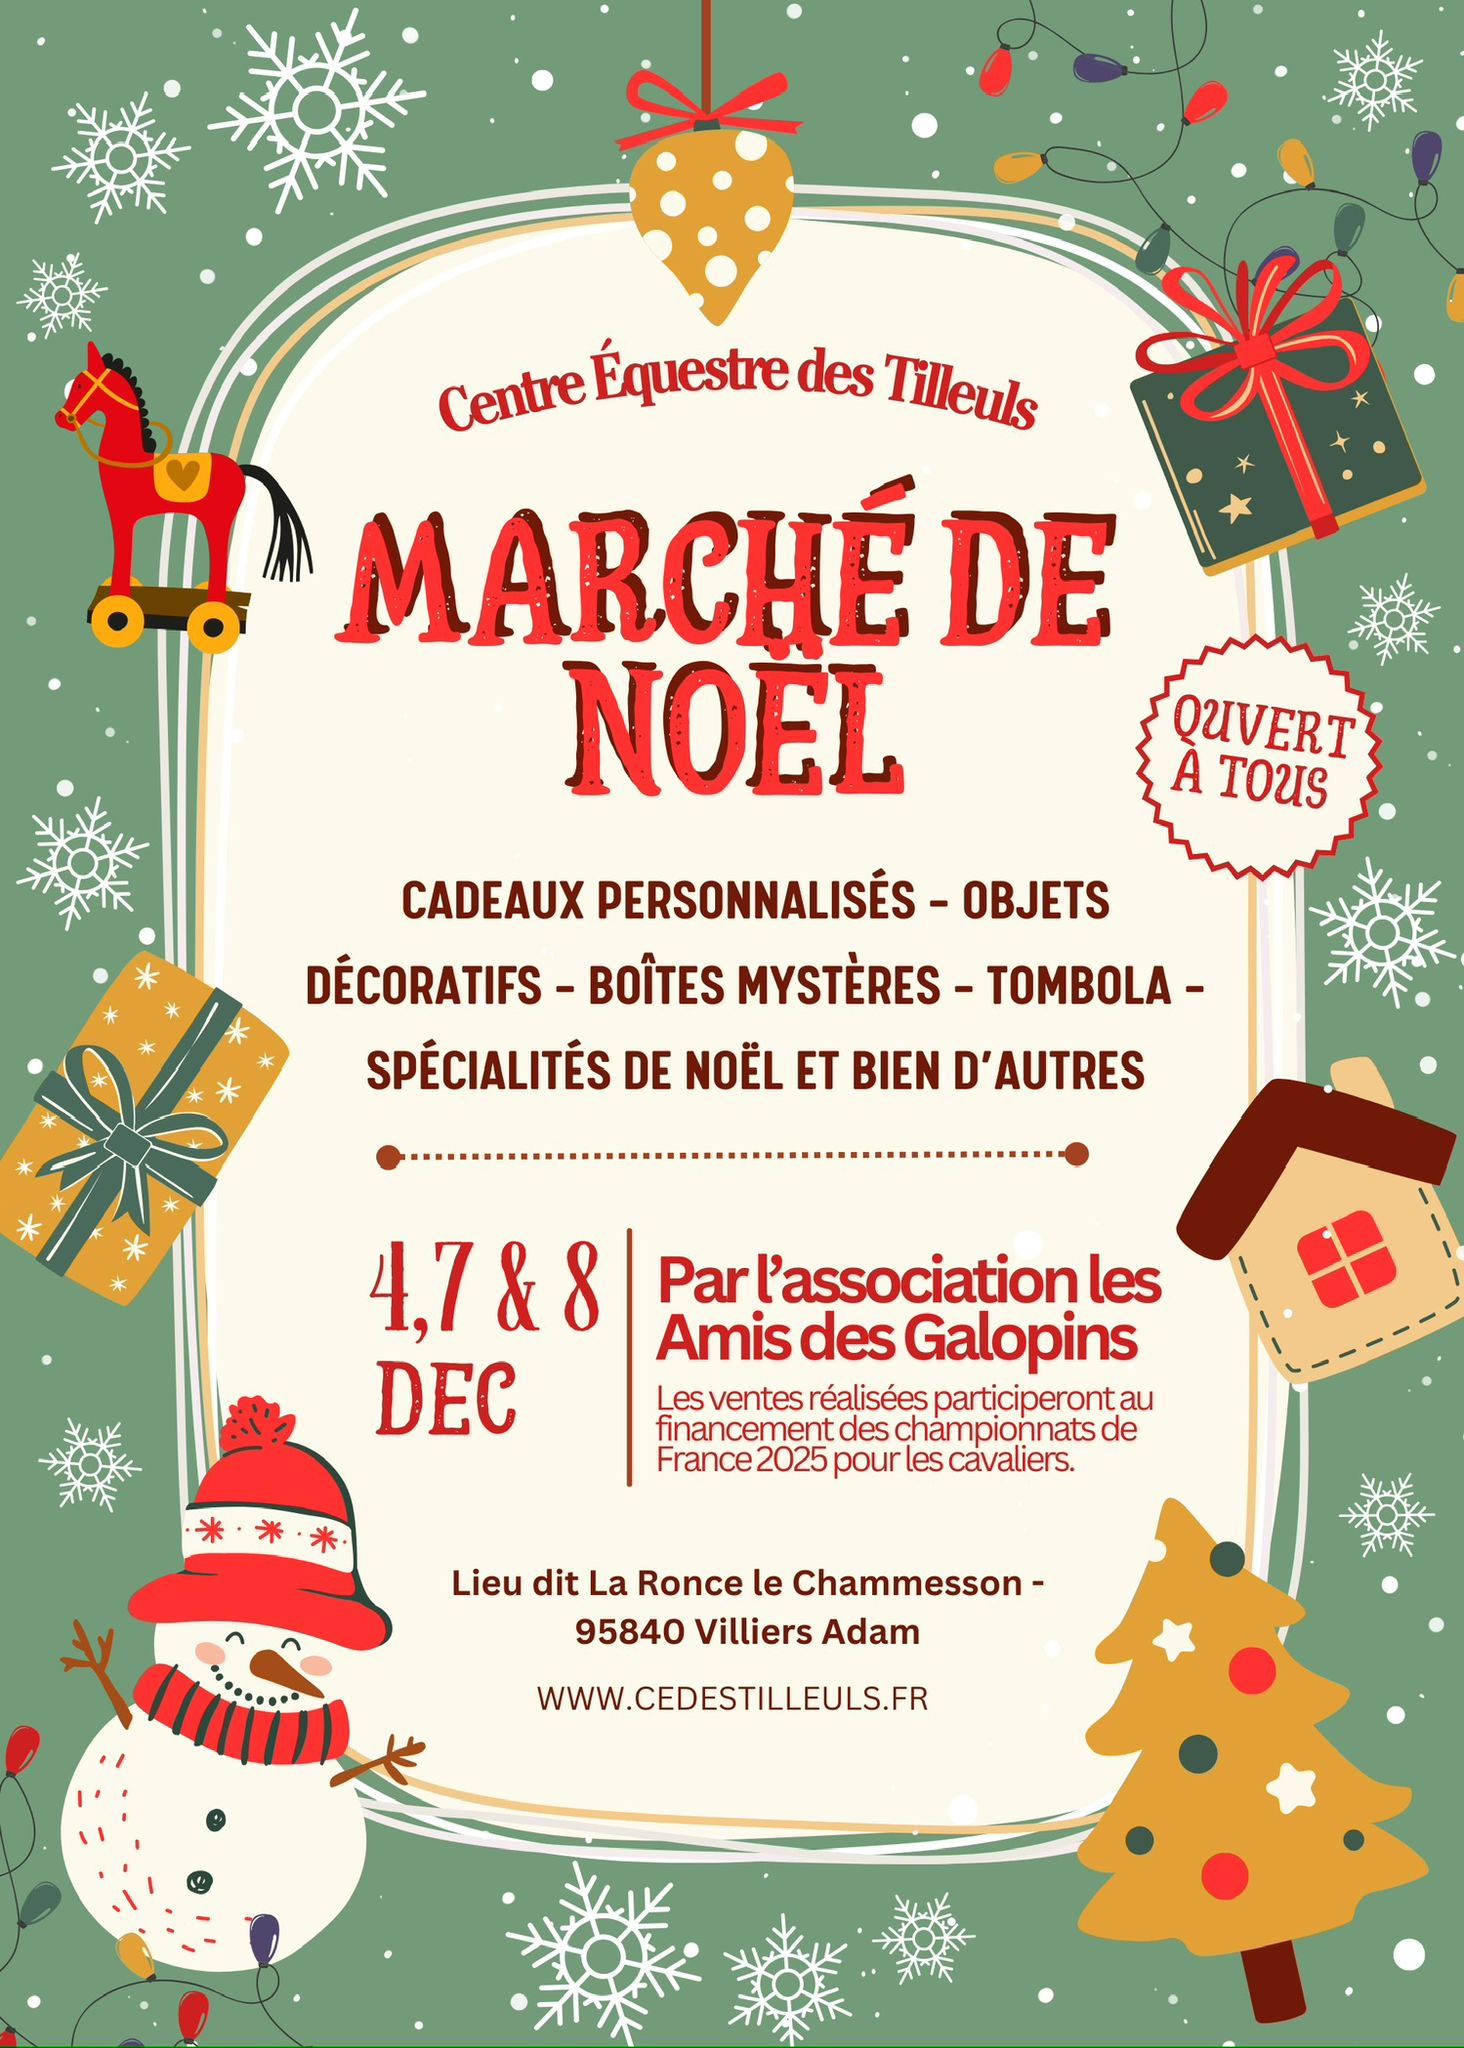 Centre Équestre des Tilleuls
MARCHÉ DE
NOËL
OUVERT
À TOUS
CADEAUX PERSONNALISÉS - OBJETS
DÉCORATIFS - BOÎTES MYSTÈRES - TOMBOLA -
SPÉCIALITÉS DE NOËL ET BIEN D'AUTRES
4,7 & 8
DEC
Par l'association les
Amis des Galopins
Les ventes réalisées participeront au
financement des championnats de
France 2025 pour les cavaliers.
Lieu dit La Ronce le Chammesson -
95840 Villiers Adam
WWW.CEDESTILLEULS.FR